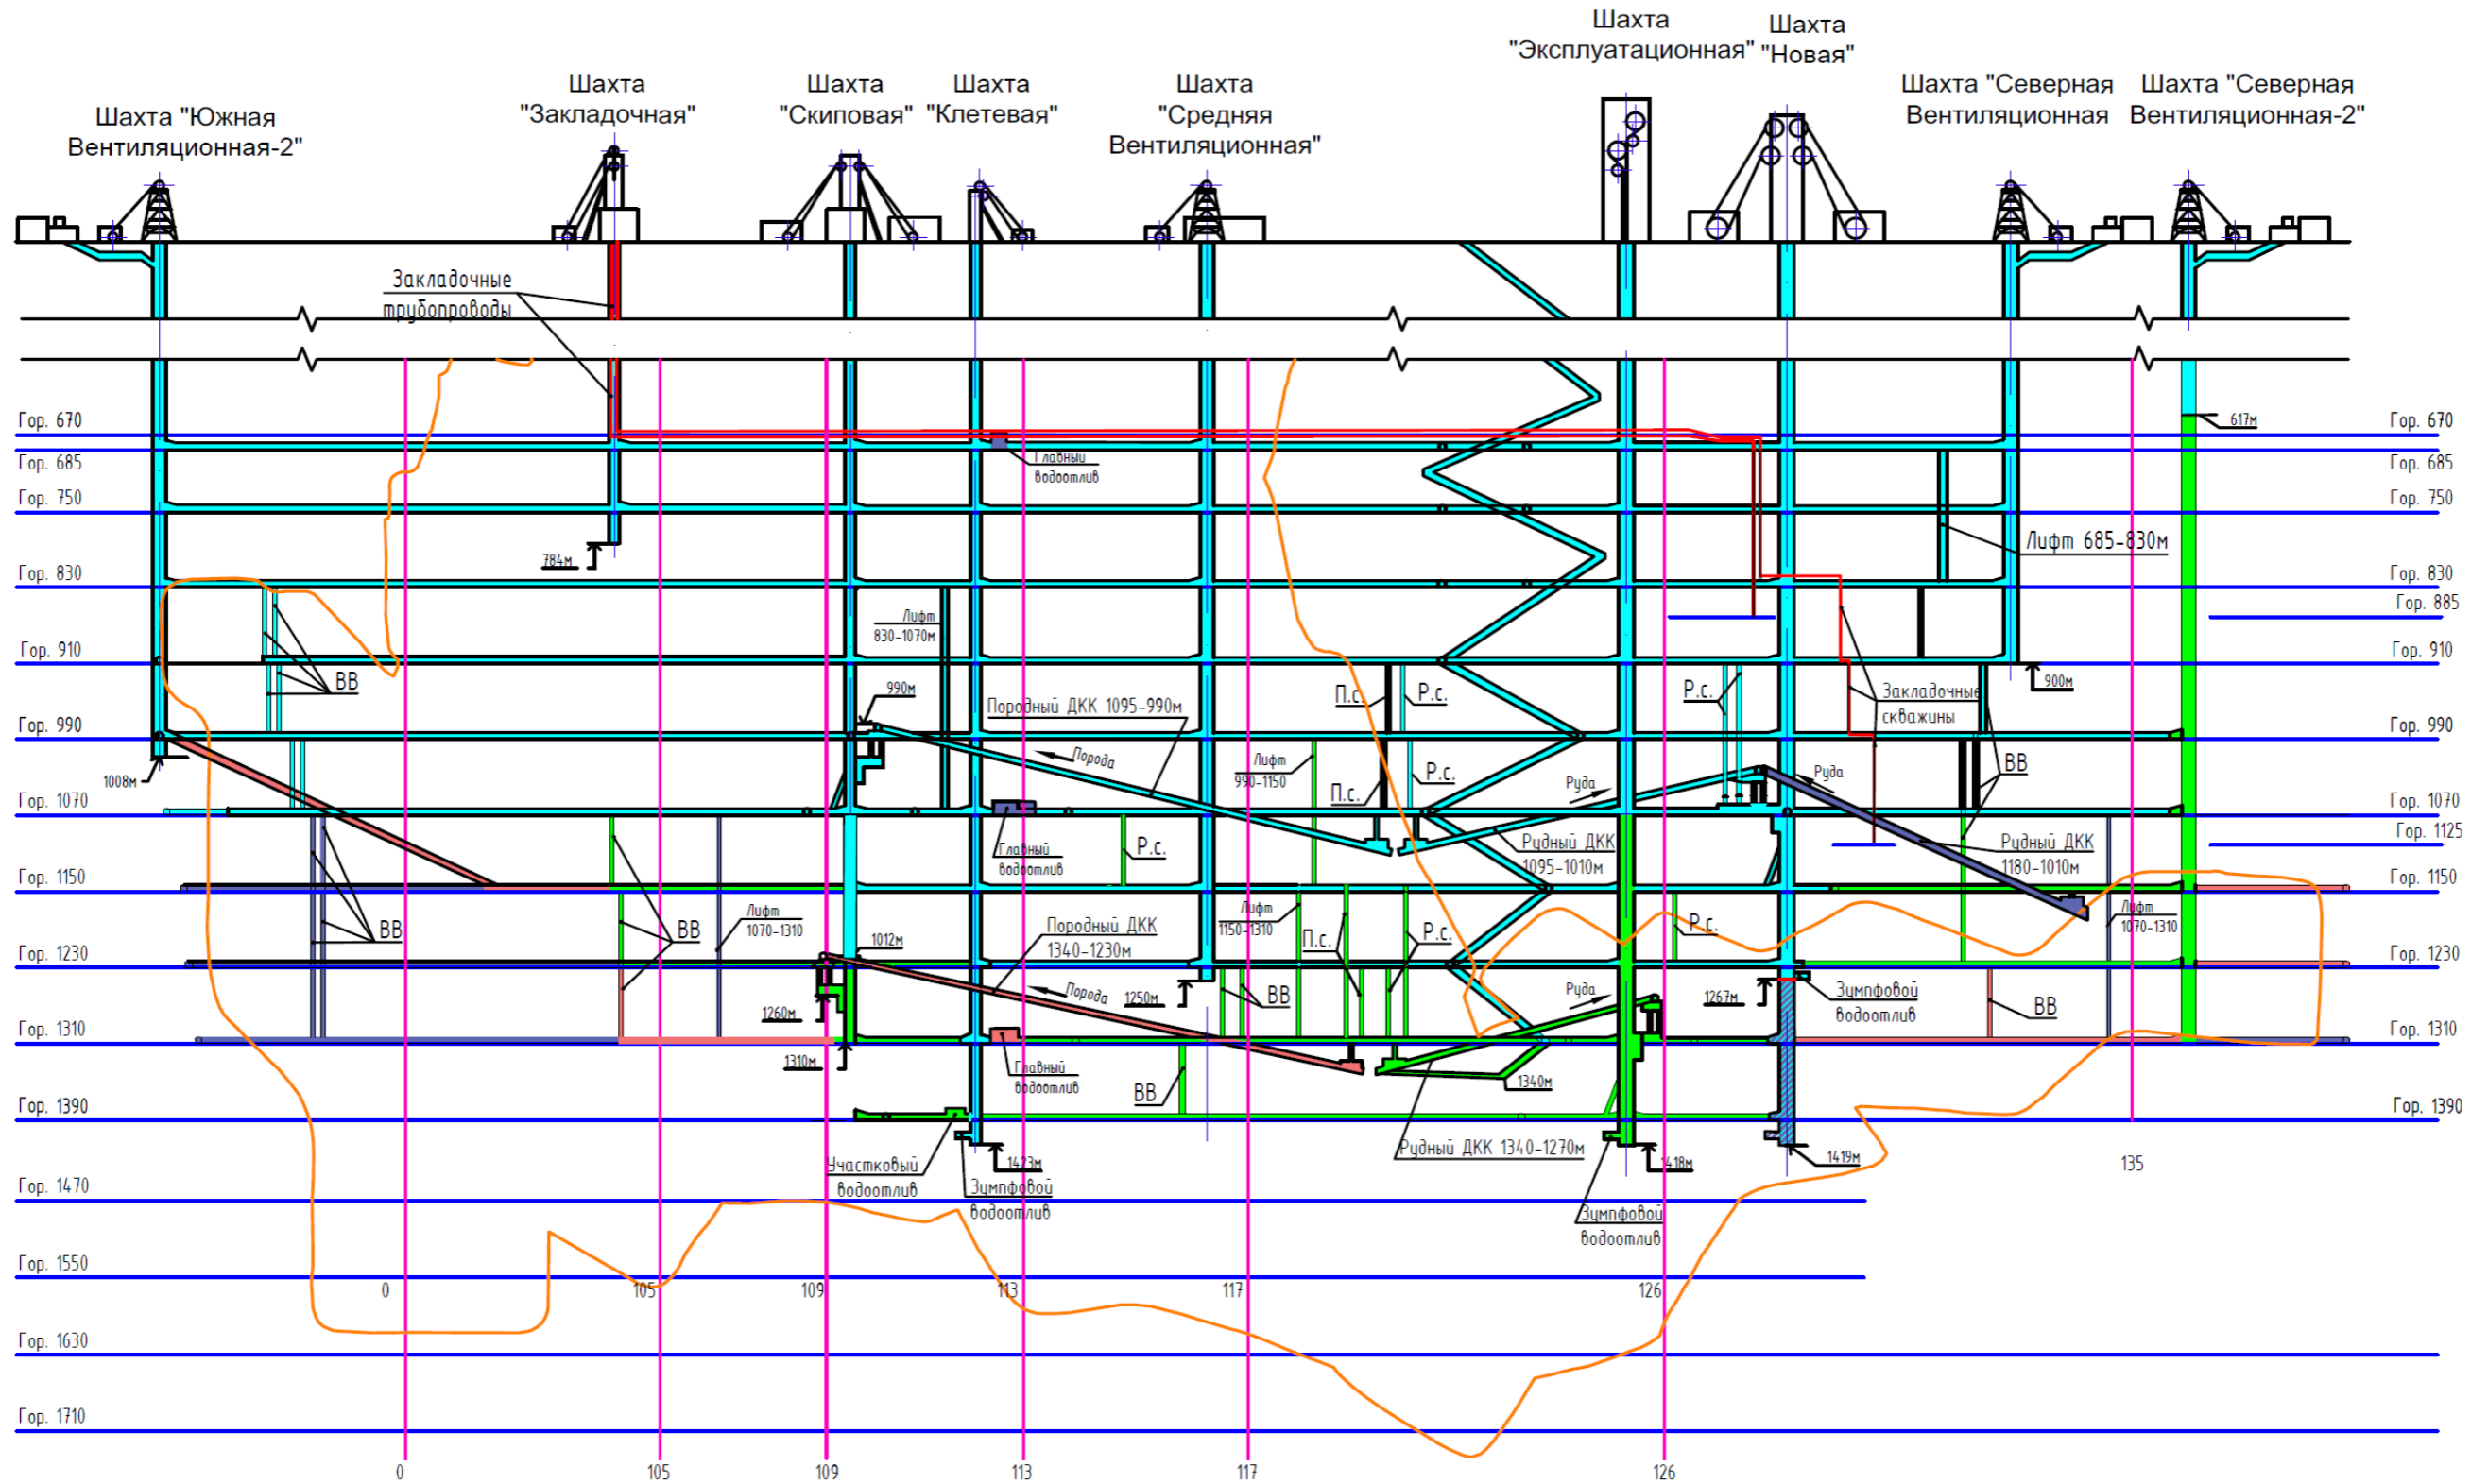 Шахта
"Эксплуатационная"
Шахта
"Новая"
Шахта "Южная
Вентиляционная-2"
Шахта
"Закладочная"
Шахта
"Скиповая"
Шахта
"Клетевая"
Шахта
"Средняя
Вентиляционная"
Шахта "Северная
Вентиляционная
Шахта "Северная
Вентиляционная-2"
Закладочные
трубопроводы
Гор. 670
617м
Гор. 670
Гор. 685
Главный
водоотлив
Гор. 685
Гор. 750
Гор. 750
784м
Лифт 685-830м
Гор. 830
Гор. 830
Гор. 885
Лифт
830-1070м
Гор. 910
Гор. 910
ВВ
990м
Породный ДКК 1095-990м
П.с.
Р.с.
Р.с.
Закладочные
скважины
900м
Гор. 990
Гор. 990
1008м
Порода
Лифт
990-1150
П.с.
Р.с.
Руда
Руда
ВВ
Гор. 1070
Гор. 1070
Главный
водоотлив
Р.с.
Рудный ДКК
1095-1010м
Рудный ДКК
1180-1010м
Гор. 1125
Гор. 1150
Гор. 1150
ВВ
ВВ
Лифт
1070-1310
1012м
Породный ДКК
1340-1230м
Лифт
1150-1310
П.с.
Р.с.
Р.с.
Лифт
1070-1310
Гор. 1230
Гор. 1230
1260м
Порода
1250м
ВВ
Руда
1267м
Зумпфовой
водоотлив
ВВ
Гор. 1310
Гор. 1310
1310м
Главный
водоотлив
ВВ
1340м
Гор. 1390
Гор. 1390
Участковый
водоотлив
1423м
Зумпфовой
водоотлив
Рудный ДКК 1340-1270м
1418м
1419м
135
Гор. 1470
Зумпфовой
водоотлив
Гор. 1550
0
105
109
113
117
126
Гор. 1630
Гор. 1710
0
105
109
113
117
126